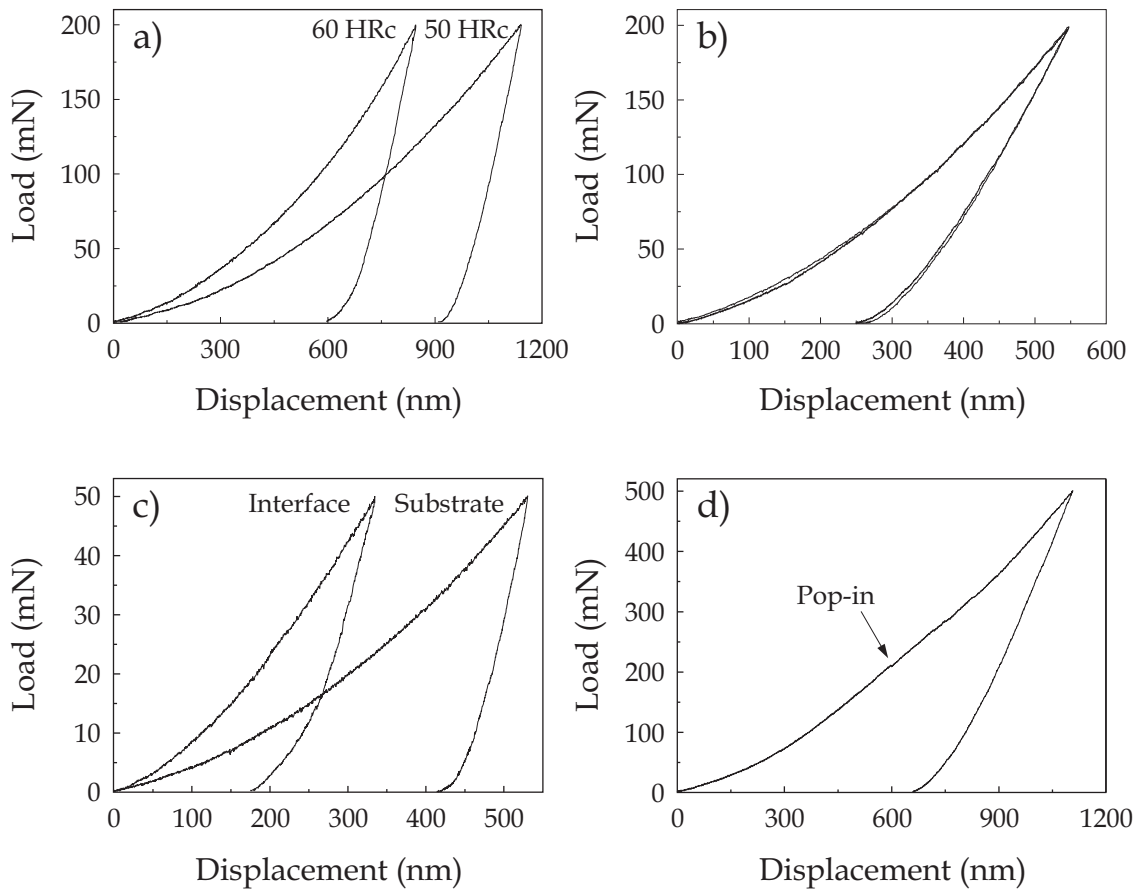 a)
60 HRc 50 HRc
200
150
100
50
0
Load (mN)
0 300 600 900 1200
Displacement (nm)
b)
200
150
100
50
0
Load (mN)
0 100 200 300 400 500 600
Displacement (nm)
c)
Interface Substrate
50
40
30
20
10
0
Load (mN)
0 100 200 300 400 500
Displacement (nm)
d)
Pop-in
500
400
300
200
100
0
Load (mN)
0 300 600 900 1200
Displacement (nm)